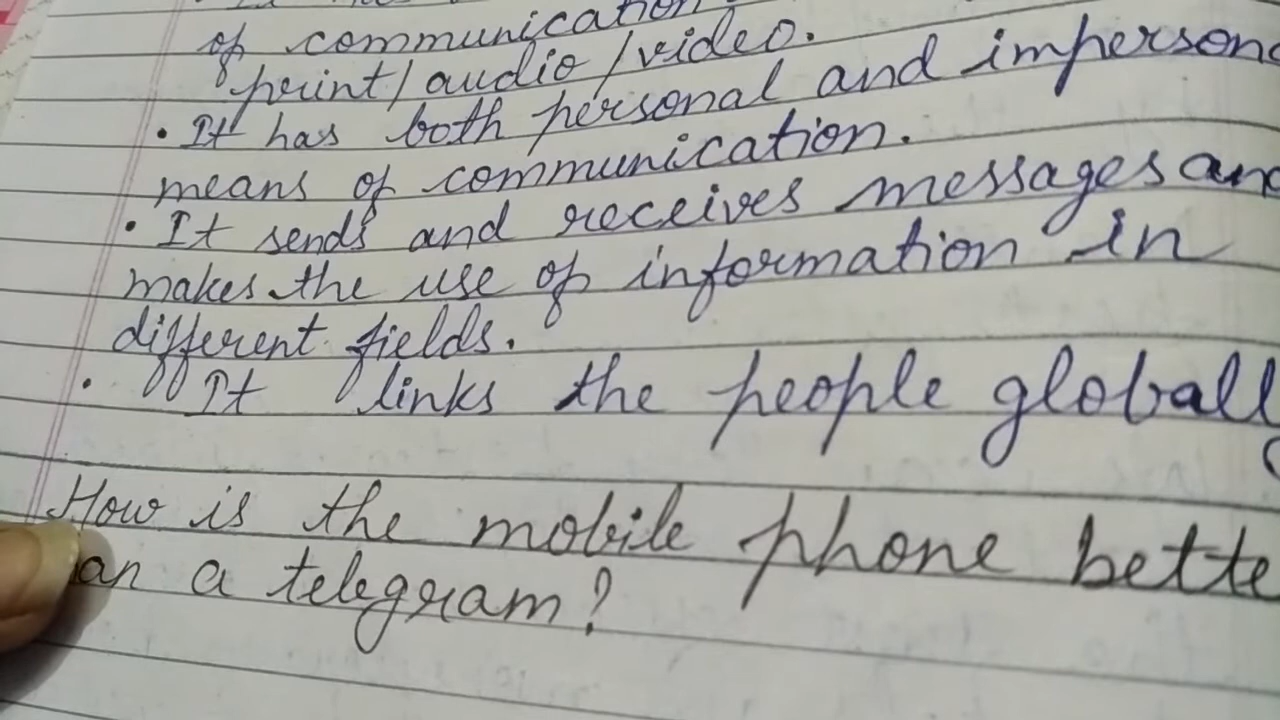 of communication
print/audio/video.
• It has both personal and imperson
means of communication.
• It sends and receives messages an
makes the use of information in
different fields.
• It links the people globall
How is the mobile phone bette
an a telegram?